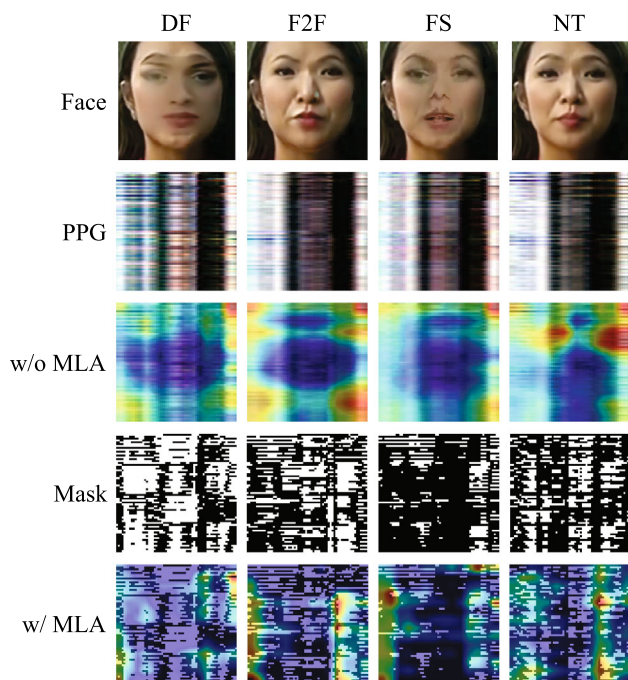 DF F2F FS NT
Face
PPG
w/o MLA
Mask
w/ MLA